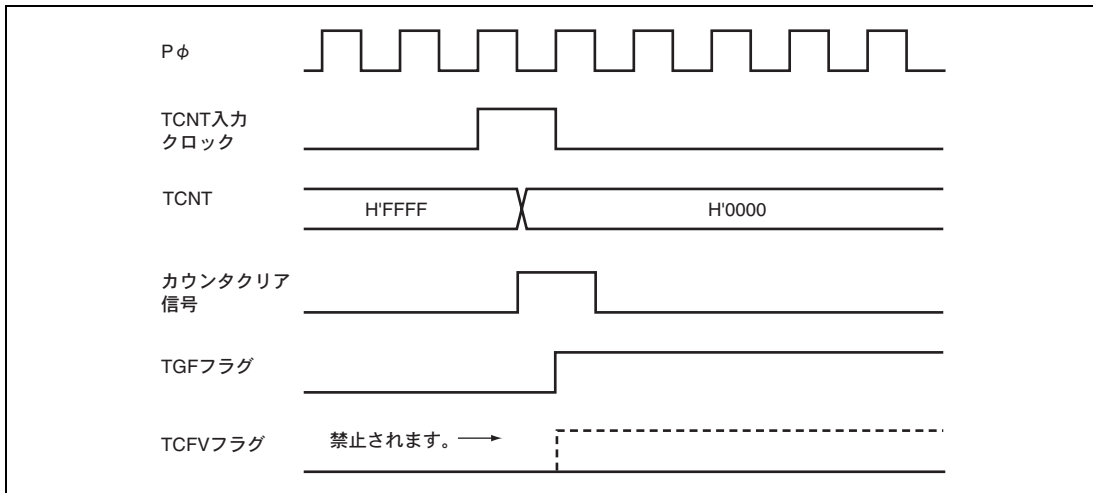 Pφ
TCNT入力
クロック
TCNT
H'FFFF
H'0000
カウンタクリア
信号
TGFフラグ
TCFVフラグ
禁止されます。